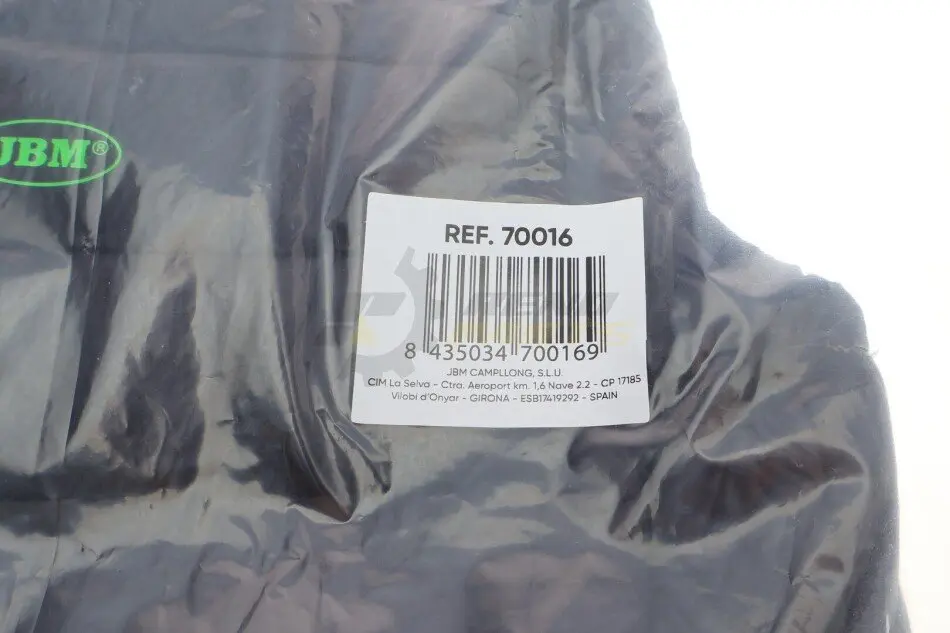 JBM®
REF. 70016
8 435034 700169
JBM CAMPLLONG, S.L.U.
CIM La Selva - Ctra. Aeroport km. 1,6 Nave 2.2 - CP 17185
Vilobi d'Onyar - GIRONA - ESB17419292 - SPAIN